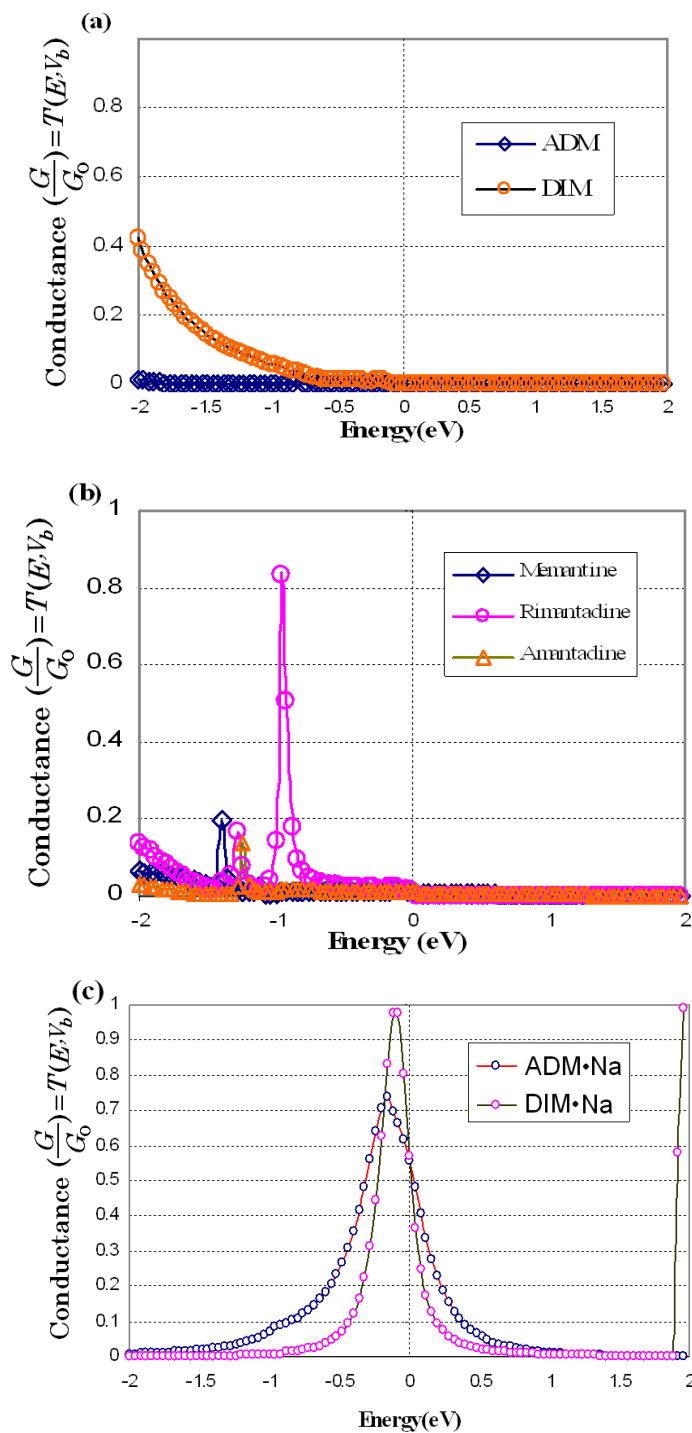 (a)
Conductance (G/G₀)=T(E,V_b)
0.8
0.6
0.4
0.2
0
ADM
DIM
-2 -1.5 -1 -0.5 0 0.5 1 1.5 2
Energy(eV)
(b)
Conductance (G/G₀)=T(E,V_b)
1
0.8
0.6
0.4
0.2
0
Memantine
Rimantadine
Amantadine
-2 -1 0 1 2
Energy (eV)
(c)
Conductance (G/G₀)=T(E,V_b)
1
0.9
0.8
0.7
0.6
0.5
0.4
0.3
0.2
0.1
0
ADM•Na
DIM•Na
-2 -1.5 -1 -0.5 0 0.5 1 1.5 2
Energy(eV)